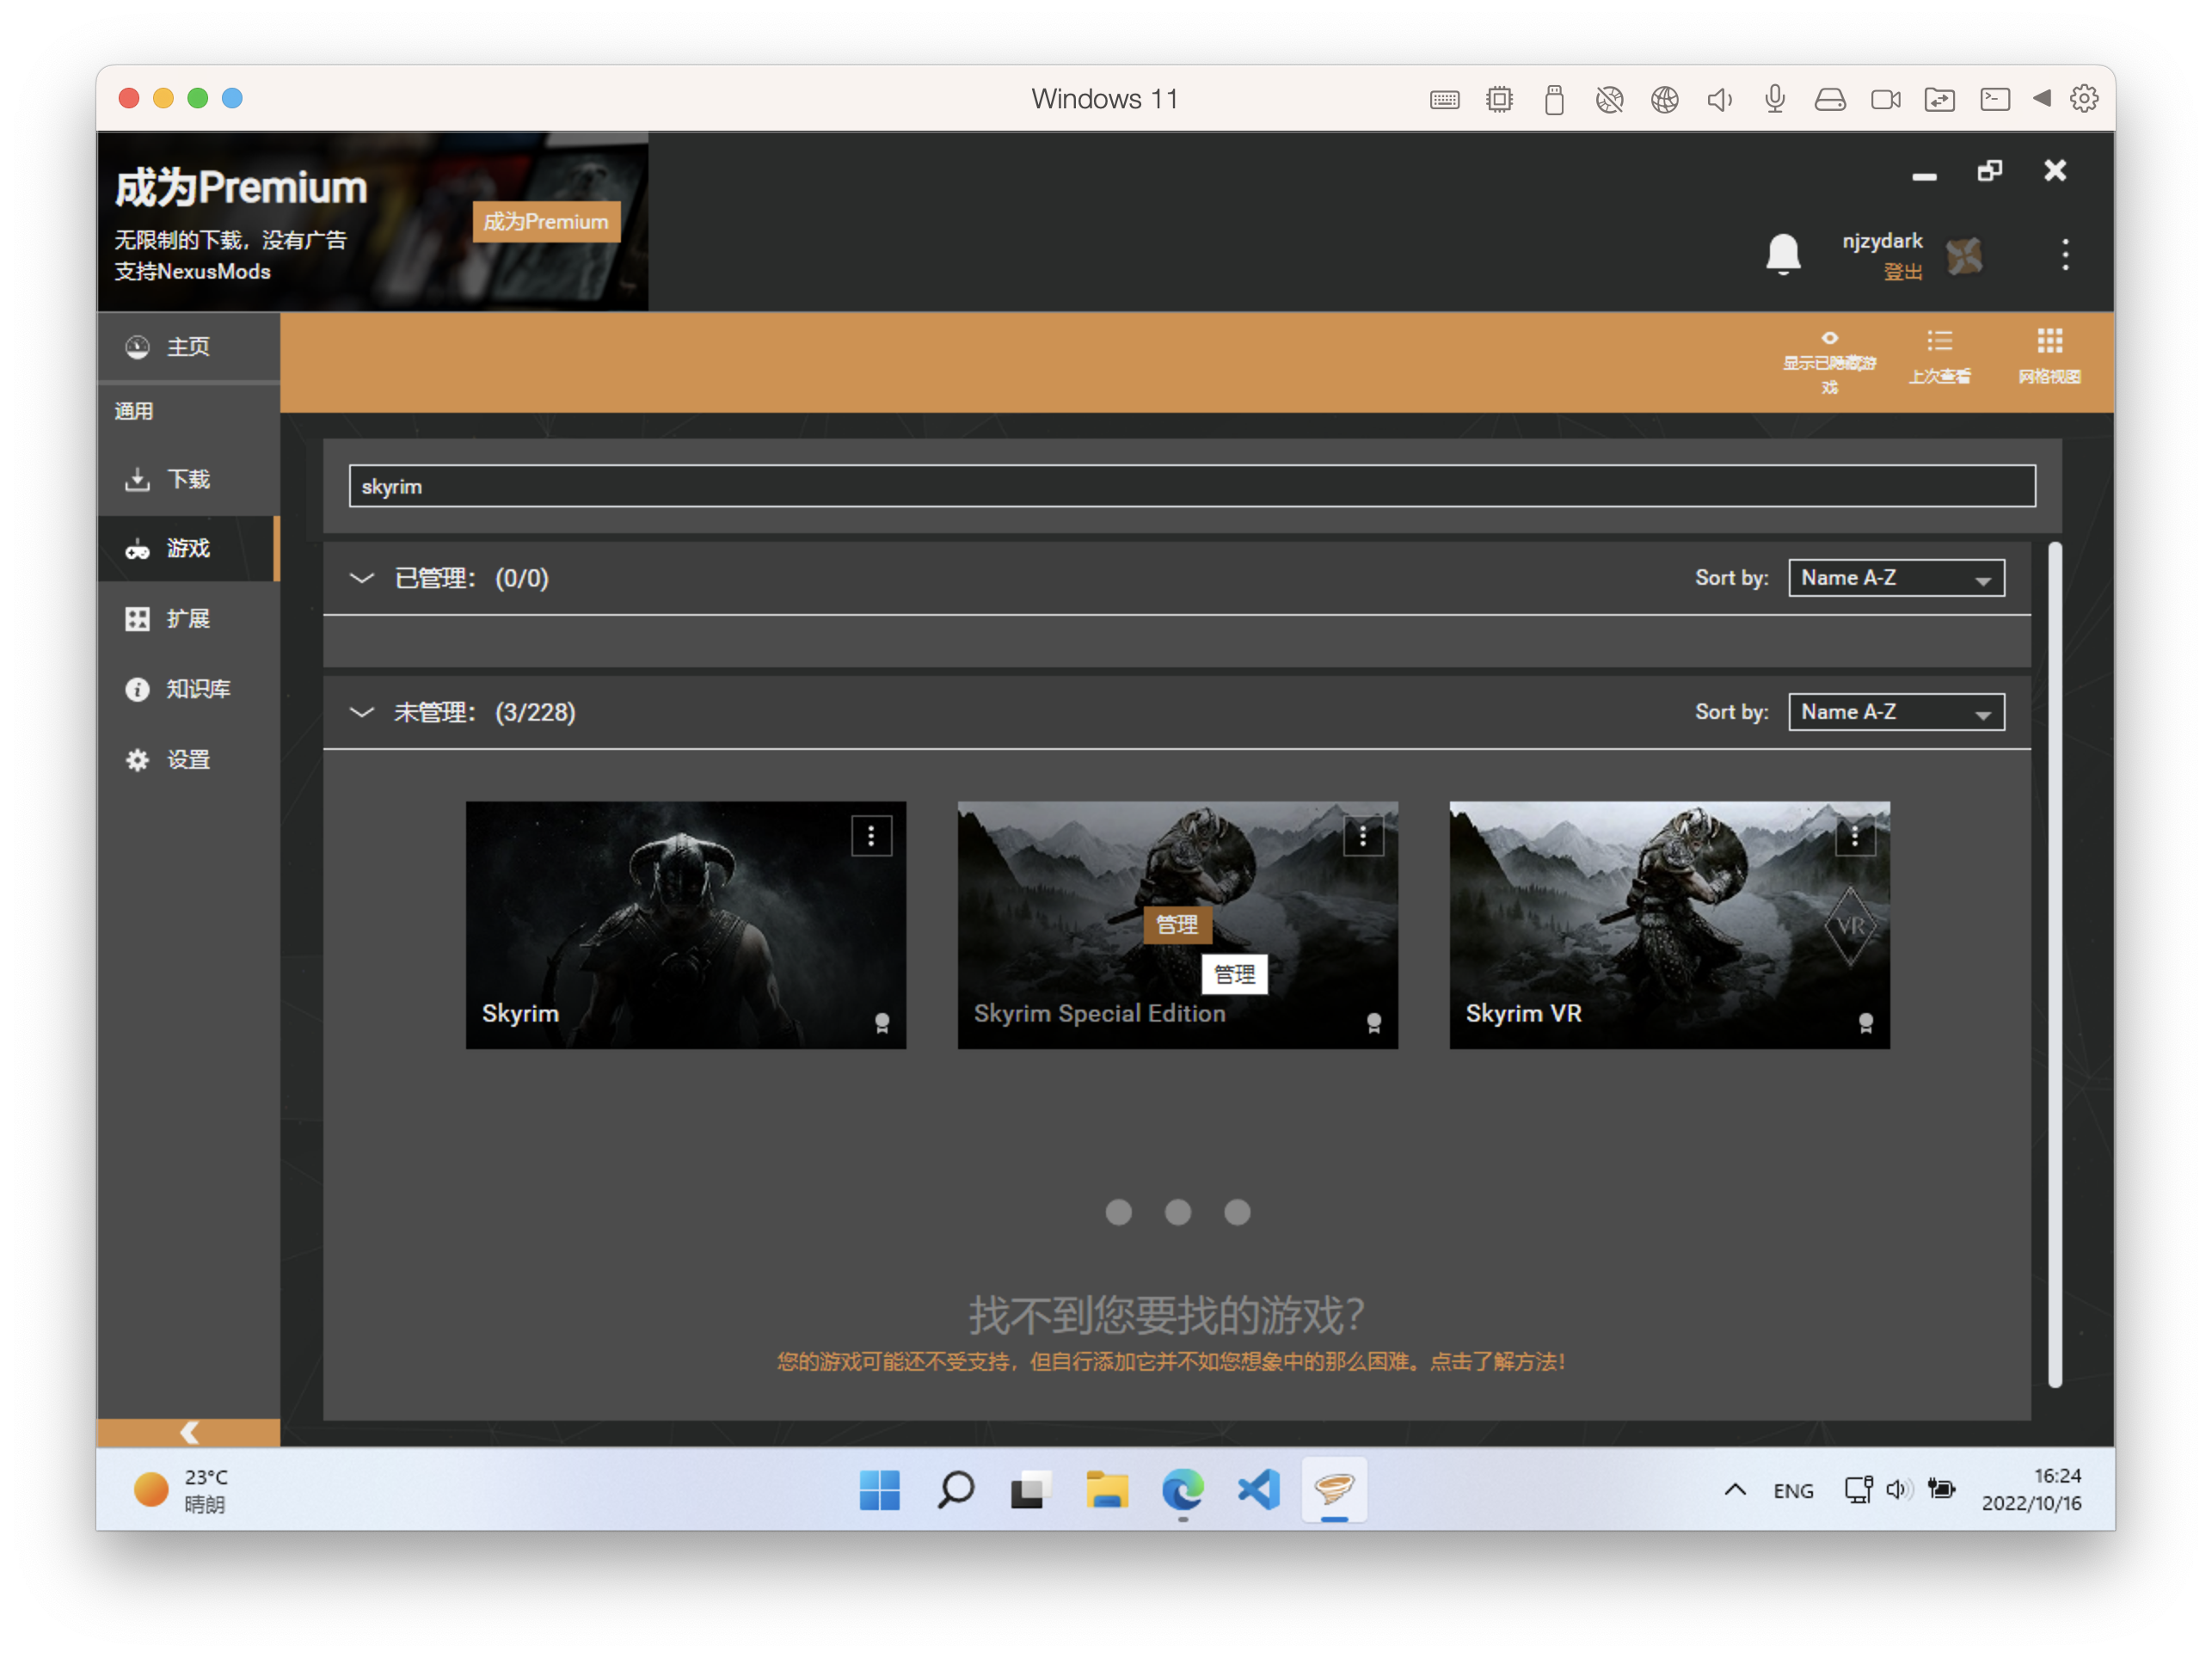 Windows 11
成为Premium
无限制的下载，没有广告
支持NexusMods
成为Premium
njzydark
登出
主页
通用
下载
游戏
扩展
知识库
设置
显示已隐藏游
戏
上次查看
网格视图
skyrim
已管理： (0/0)
Sort by:
Name A-Z
未管理： (3/228)
Sort by:
Name A-Z
管理
管理
Skyrim
Skyrim Special Edition
VR
Skyrim VR
找不到您要找的游戏？
您的游戏可能还不受支持，但自行添加它并不如您想象中的那么困难。点击了解方法！
23°C
晴朗
ENG
16:24
2022/10/16